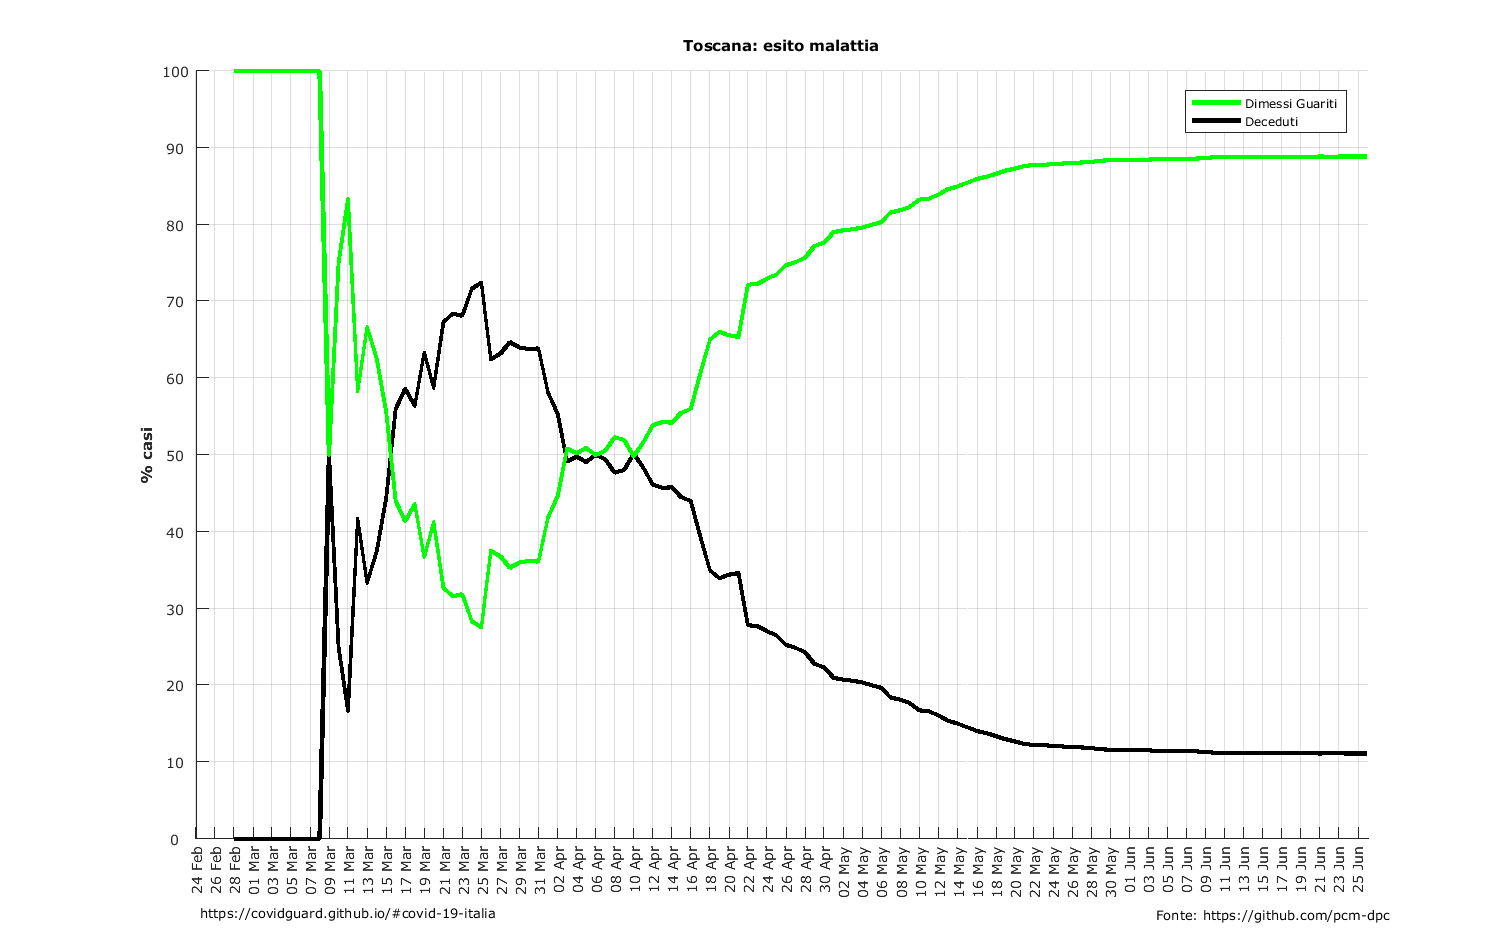 Toscana: esito malattia
Dimessi Guariti
Deceduti
% casi
100
90
80
70
60
50
40
30
20
10
0
24 Feb
26 Feb
28 Feb
01 Mar
03 Mar
05 Mar
07 Mar
09 Mar
11 Mar
13 Mar
15 Mar
17 Mar
19 Mar
21 Mar
23 Mar
25 Mar
27 Mar
29 Mar
31 Mar
02 Apr
04 Apr
06 Apr
08 Apr
10 Apr
12 Apr
14 Apr
16 Apr
18 Apr
20 Apr
22 Apr
24 Apr
26 Apr
28 Apr
30 Apr
02 May
04 May
06 May
08 May
10 May
12 May
14 May
16 May
18 May
20 May
22 May
24 May
26 May
28 May
30 May
01 Jun
03 Jun
05 Jun
07 Jun
09 Jun
11 Jun
13 Jun
15 Jun
17 Jun
19 Jun
21 Jun
23 Jun
25 Jun
https://covidguard.github.io/#covid-19-italia
Fonte: https://github.com/pcm-dpc